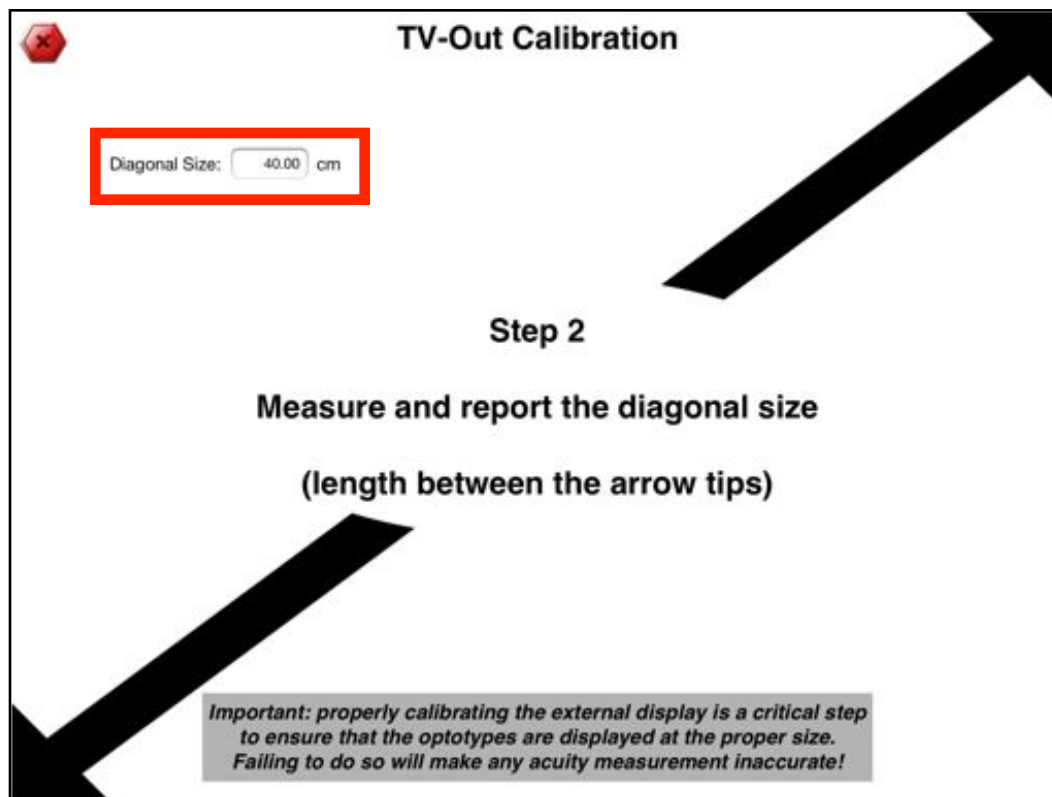 TV-Out Calibration
Diagonal Size: 40.00 cm
Step 2
Measure and report the diagonal size
(length between the arrow tips)
Important: properly calibrating the external display is a critical step
to ensure that the optotypes are displayed at the proper size.
Failing to do so will make any acuity measurement inaccurate!